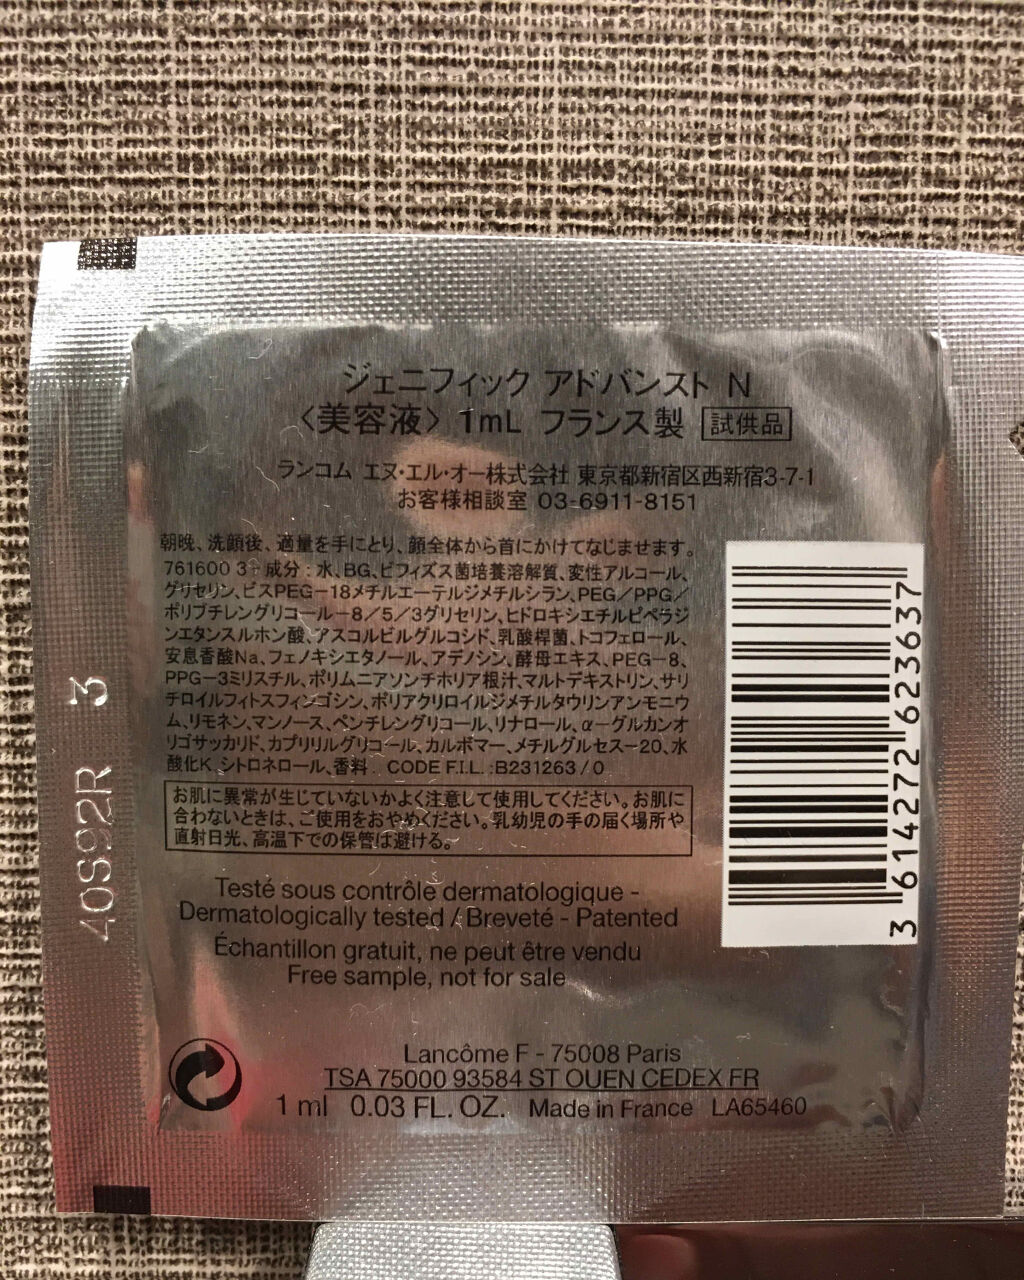 ジェニフィック アドバンスト N
〈美容液〉 1mL フランス製 試供品
ランコム エヌ・エル・オー株式会社 東京都新宿区西新宿3-7-1
お客様相談室 03-6911-8151
朝晩、洗顔後、適量を手にとり、顔全体から首にかけてなじませます。
761600 3 - 成分：水、BG、ビフィズス菌培養溶解質、変性アルコール、
グリセリン、ビスPEG－18メチルエーテルジメチルシラン、PEG／PPG／
ポリブチレングリコール－8／5／3グリセリン、ヒドロキシエチルピペラジ
ンエタンスルホン酸、アスコルビルグルコシド、乳酸桿菌、トコフェロール、
安息香酸Na、フェノキシエタノール、アデノシン、酵母エキス、PEG－8、
PPG－3ミリスチル、ポリムニアソンチホリア根汁、マルトデキストリン、サリ
チロイルフィトスフィンゴシン、ポリアクリロイルジメチルタウリンアンモニウ
ム、リモネン、マンノース、ペンチレングリコール、リナロール、α－グルカンオ
リゴサッカリド、カプリリルグリコール、カルボマー、メチルグルセス－20、水
酸化K、シトロネロール、香料 . CODE F.I.L. :B231263 / 0
お肌に異常が生じていないかよく注意して使用してください。お肌に
合わないときは、ご使用をおやめください。乳幼児の手の届く場所や
直射日光、高温下での保管は避ける。
Testé sous contrôle dermatologique -
Dermatologically tested / Breveté - Patented
Échantillon gratuit, ne peut être vendu
Free sample, not for sale
Lancôme F - 75008 Paris
TSA 75000 93584 ST OUEN CEDEX FR
1 ml 0.03 FL. OZ. Made in France LA65460
3 614272 623637
40S92R 3